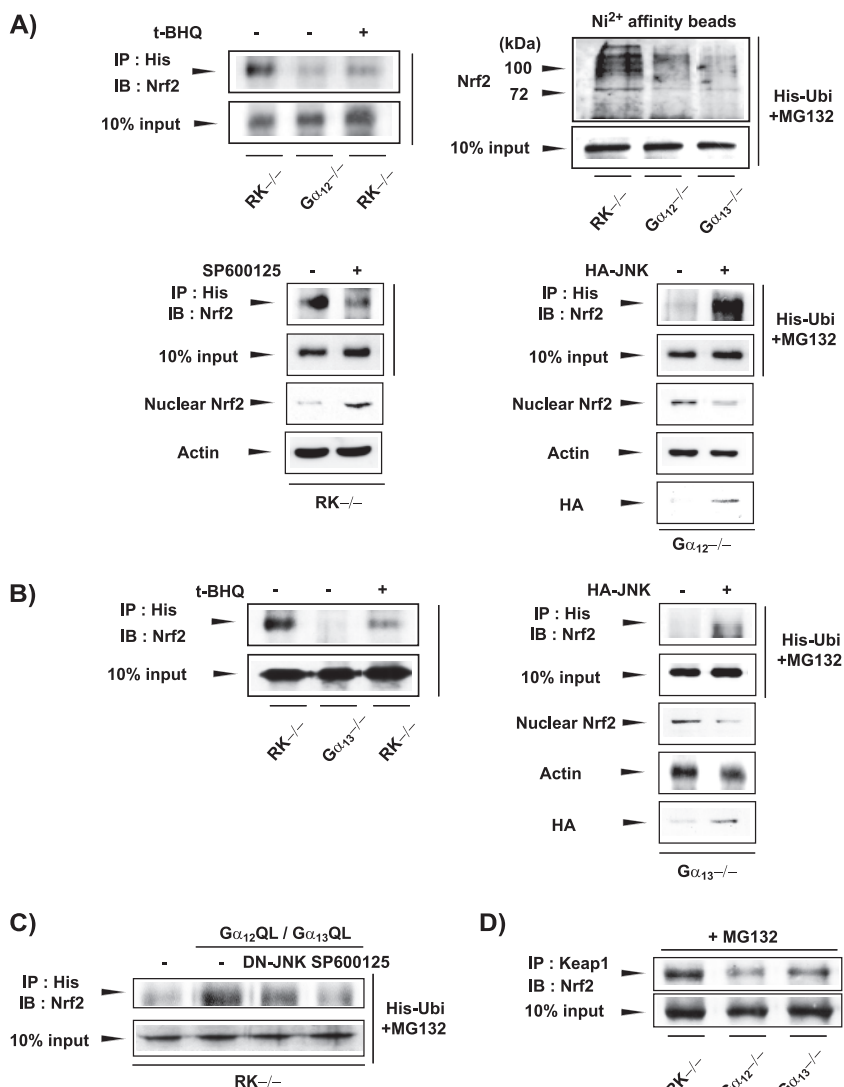 A)
t-BHQ - - +
IP : His
IB : Nrf2
10% input
RK–/–
Gα12–/–
RK–/–
Ni2+ affinity beads
(kDa)
Nrf2
100
72
10% input
His-Ubi
+MG132
RK–/–
Gα12–/–
Gα13–/–
SP600125 - +
IP : His
IB : Nrf2
10% input
Nuclear Nrf2
Actin
RK–/–
HA-JNK - +
IP : His
IB : Nrf2
10% input
His-Ubi
+MG132
Nuclear Nrf2
Actin
HA
Gα12–/–
B)
t-BHQ - - +
IP : His
IB : Nrf2
10% input
RK–/–
Gα13–/–
RK–/–
HA-JNK - +
IP : His
IB : Nrf2
10% input
His-Ubi
+MG132
Nuclear Nrf2
Actin
HA
Gα13–/–
C)
Gα12QL / Gα13QL
- - DN-JNK SP600125
IP : His
IB : Nrf2
10% input
His-Ubi
+MG132
RK–/–
D)
+ MG132
IP : Keap1
IB : Nrf2
10% input
RK–/–
Gα12–/–
Gα13–/–